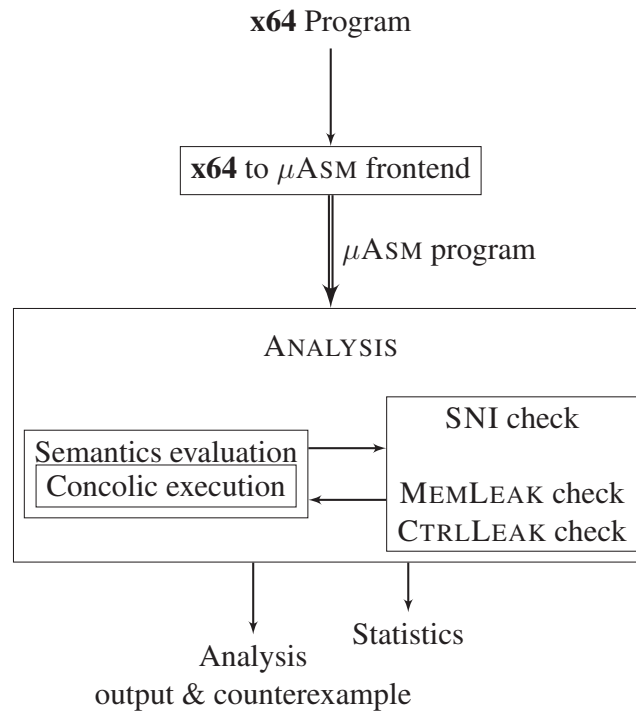 x64 Program
x64 to μASM frontend
μASM program
ANALYSIS
SNI check
Semantics evaluation
Concolic execution
MEMLEAK check
CTRLLEAK check
Statistics
Analysis
output & counterexample